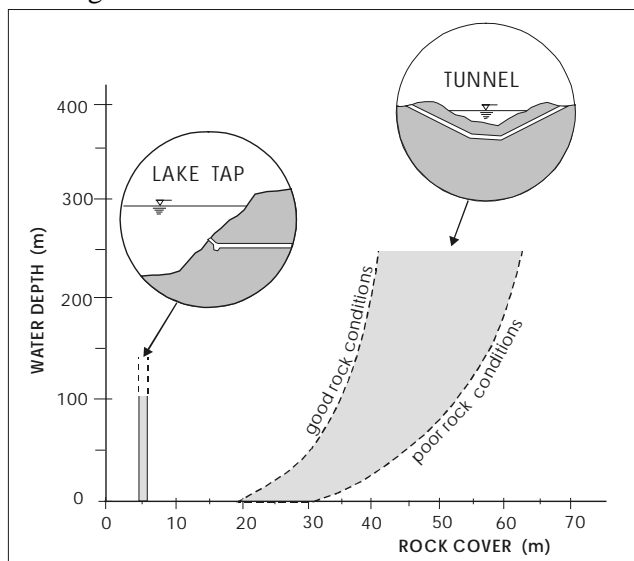 TUNNEL
LAKE TAP
WATER DEPTH (m)
400
300
200
100
0
good rock conditions
poor rock conditions
0
10
20
30
40
50
60
70
ROCK COVER (m)